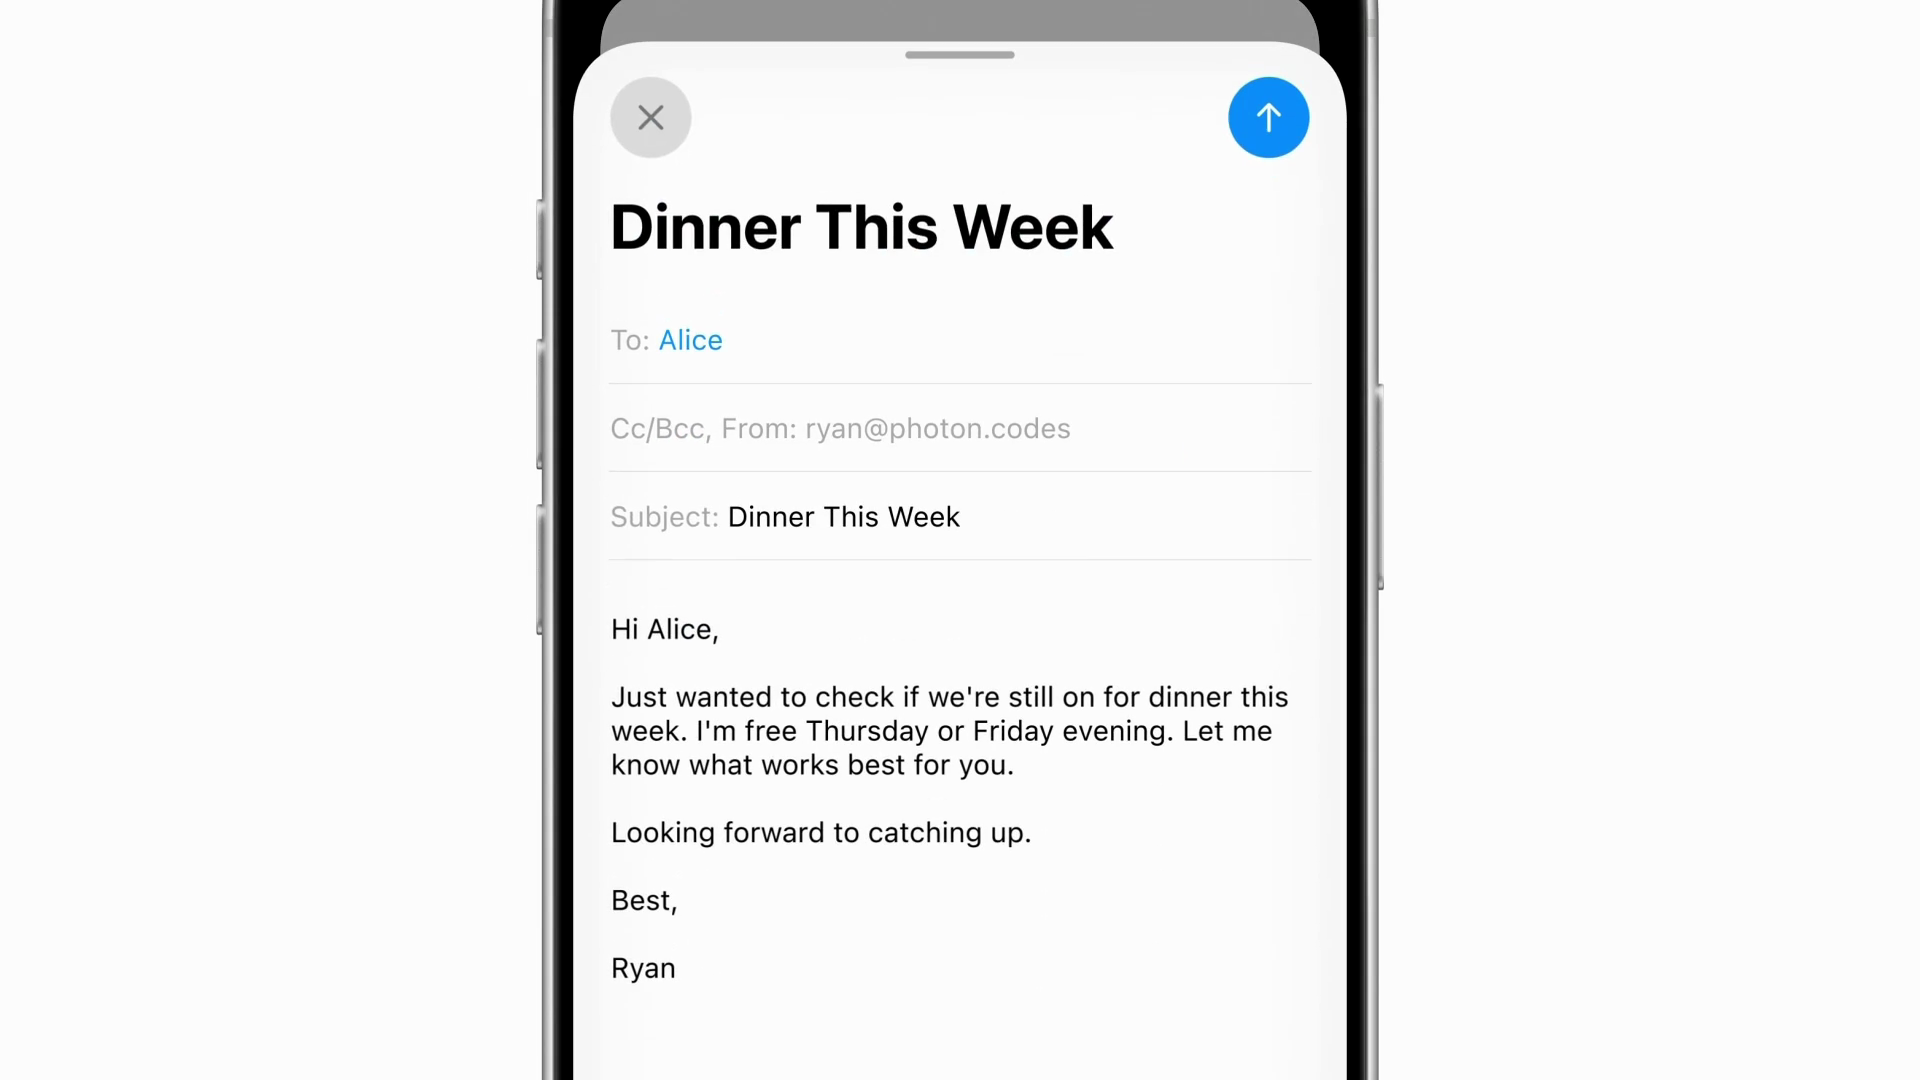 Dinner This Week
To: Alice
Cc/Bcc, From: ryan@photon.codes
Subject: Dinner This Week
Hi Alice,
Just wanted to check if we're still on for dinner this
week. I'm free Thursday or Friday evening. Let me
know what works best for you.
Looking forward to catching up.
Best,
Ryan